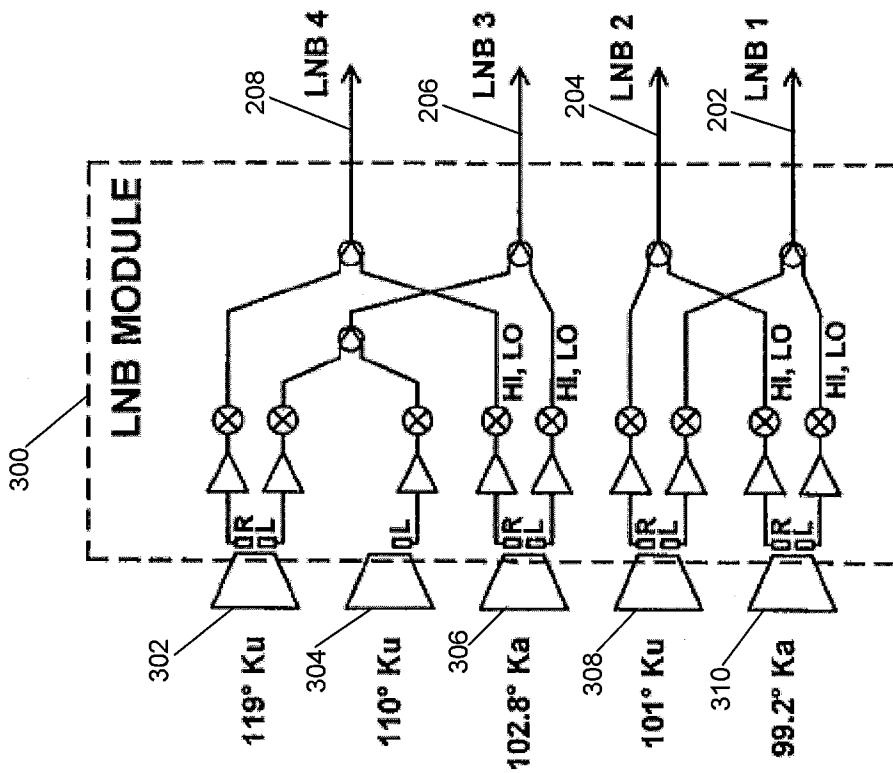 300
LNB MODULE
302
119° Ku
R
L
208
LNB 4
304
110° Ku
L
306
102.8° Ka
R
L
HI, LO
HI, LO
206
LNB 3
308
101° Ku
R
L
204
LNB 2
310
99.2° Ka
R
L
HI, LO
HI, LO
202
LNB 1